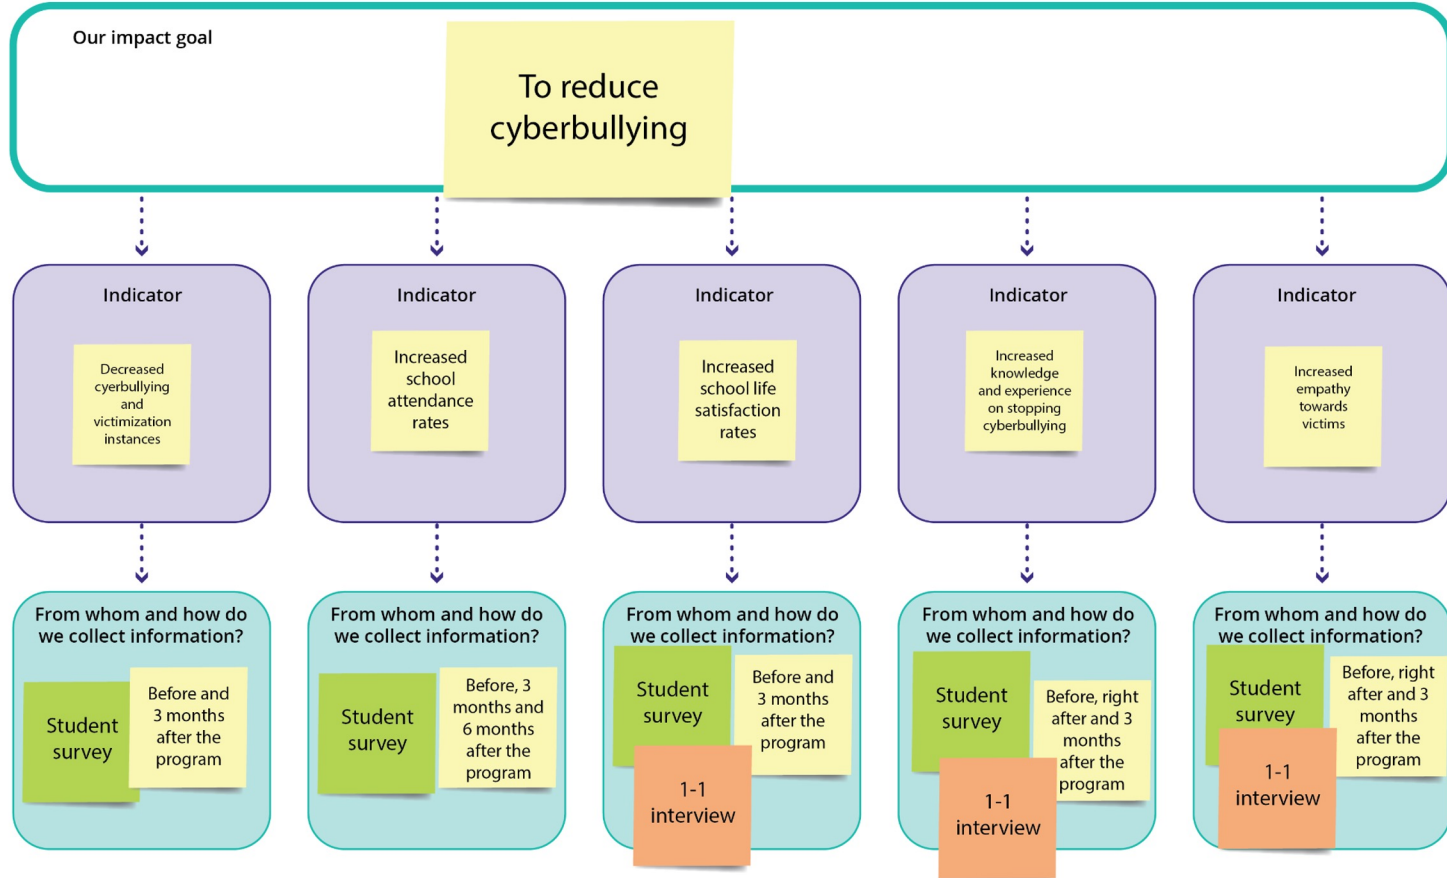 Our impact goal
To reduce
cyberbullying
Indicator
Decreased
cyerbullying
and
victimization
instances
Indicator
Increased
school
attendance
rates
Indicator
Increased
school life
satisfaction
rates
Indicator
Increased
knowledge
and experience
on stopping
cyberbullying
Indicator
Increased
empathy
towards
victims
From whom and how do
we collect information?
Student
survey
Before and
3 months
after the
program
From whom and how do
we collect information?
Student
survey
Before, 3
months and
6 months
after the
program
From whom and how do
we collect information?
Student
survey
Before and
3 months
after the
program
1-1
interview
From whom and how do
we collect information?
Student
survey
Before, right
after and 3
months
after the
program
1-1
interview
From whom and how do
we collect information?
Student
survey
Before, right
after and 3
months
after the
program
1-1
interview